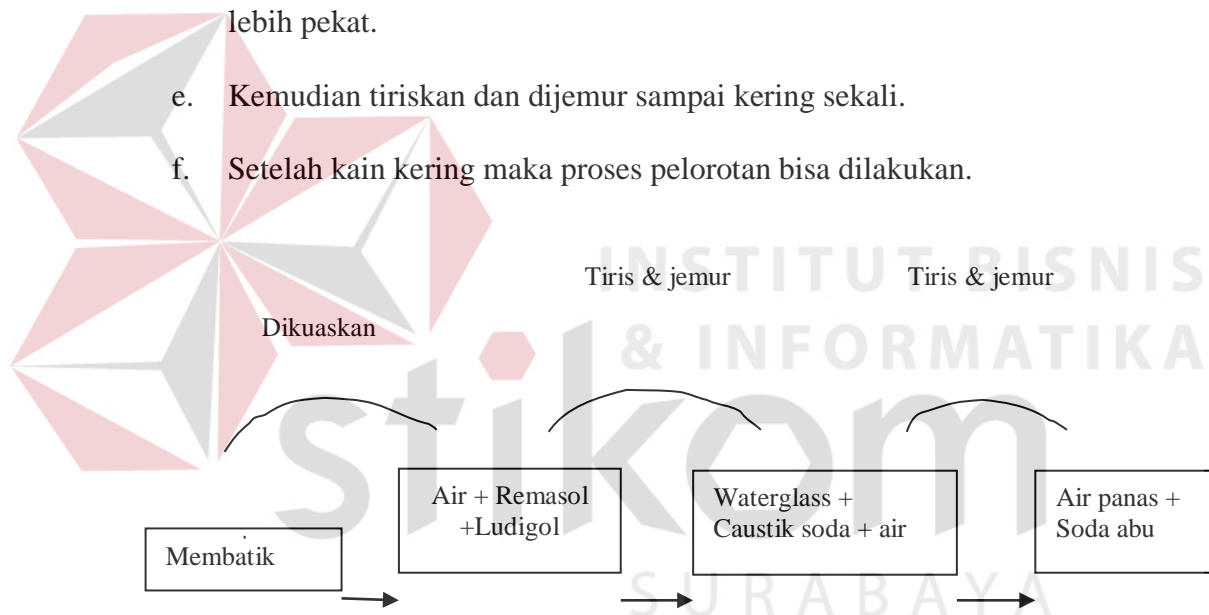 lebih pekat.
e. Kemudian tiriskan dan dijemur sampai kering sekali.
f. Setelah kain kering maka proses pelorotan bisa dilakukan.
INSTITUT BISNIS
& INFORMATIKA
stikom
SURABAYA
Tiris & jemur
Tiris & jemur
Dikuaskan
Membatik
Air + Remasol
+Ludigol
Waterglass +
Caustik soda + air
Air panas +
Soda abu